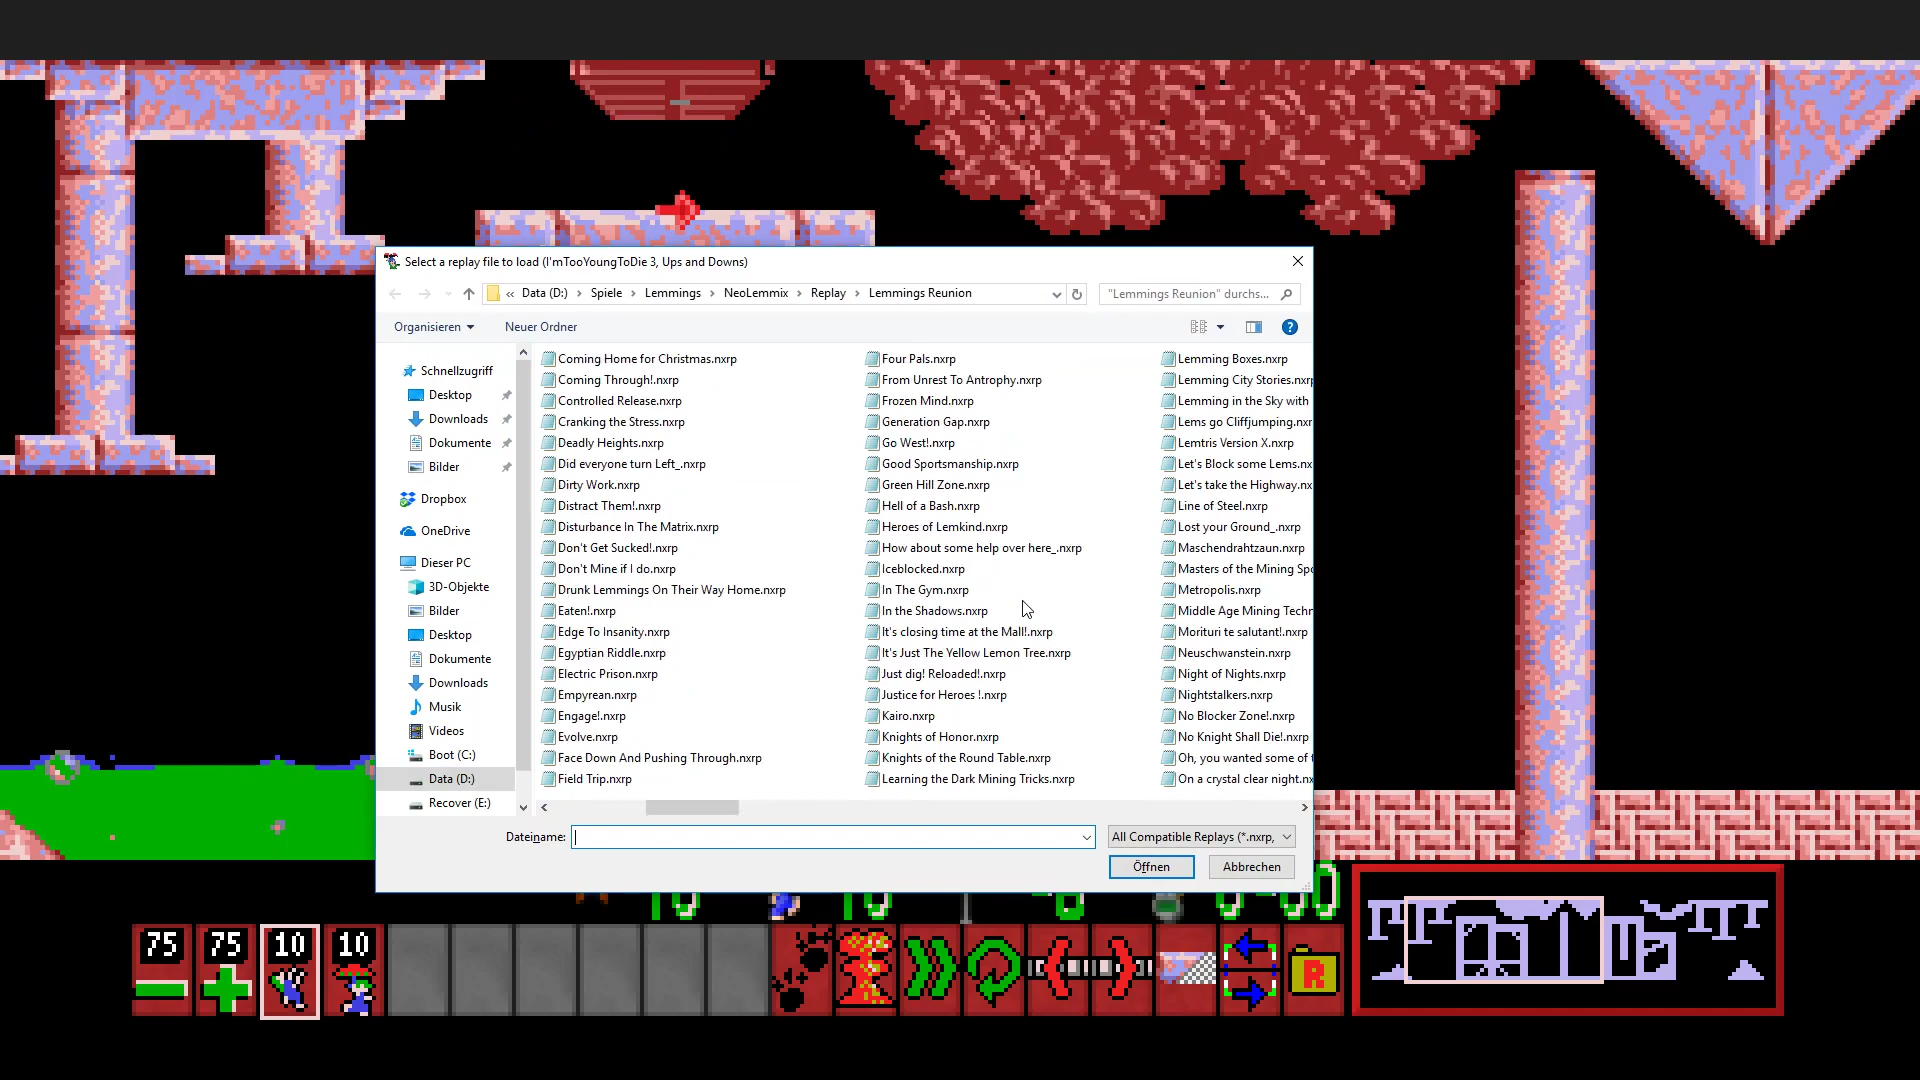 Select a replay file to load (I'mTooYoungToDie 3, Ups and Downs)
« Data (D:) › Spiele › Lemmings › NeoLemmix › Replay › Lemmings Reunion
"Lemmings Reunion" durchs...
Organisieren
Neuer Ordner
Schnellzugriff
Desktop
Downloads
Dokumente
Bilder
Dropbox
OneDrive
Dieser PC
3D-Objekte
Bilder
Desktop
Dokumente
Downloads
Musik
Videos
Boot (C:)
Data (D:)
Recover (E:)
Coming Home for Christmas.nxrp
Coming Through!.nxrp
Controlled Release.nxrp
Cranking the Stress.nxrp
Deadly Heights.nxrp
Did everyone turn Left_.nxrp
Dirty Work.nxrp
Distract Them!.nxrp
Disturbance In The Matrix.nxrp
Don't Get Sucked!.nxrp
Don't Mine if I do.nxrp
Drunk Lemmings On Their Way Home.nxrp
Eaten!.nxrp
Edge To Insanity.nxrp
Egyptian Riddle.nxrp
Electric Prison.nxrp
Empyrean.nxrp
Engage!.nxrp
Evolve.nxrp
Face Down And Pushing Through.nxrp
Field Trip.nxrp
Four Pals.nxrp
From Unrest To Antrophy.nxrp
Frozen Mind.nxrp
Generation Gap.nxrp
Go West!.nxrp
Good Sportsmanship.nxrp
Green Hill Zone.nxrp
Hell of a Bash.nxrp
Heroes of Lemkind.nxrp
How about some help over here_.nxrp
Iceblocked.nxrp
In The Gym.nxrp
In the Shadows.nxrp
It's closing time at the Mall!.nxrp
It's Just The Yellow Lemon Tree.nxrp
Just dig! Reloaded!.nxrp
Justice for Heroes !.nxrp
Kairo.nxrp
Knights of Honor.nxrp
Knights of the Round Table.nxrp
Learning the Dark Mining Tricks.nxrp
Lemming Boxes.nxrp
Lemming City Stories.nxrp
Lemming in the Sky with
Lems go Cliffjumping.nxr
Lemtris Version X.nxrp
Let's Block some Lems.nx
Let's take the Highway.nx
Line of Steel.nxrp
Lost your Ground_.nxrp
Maschendrahtzaun.nxrp
Masters of the Mining Spo
Metropolis.nxrp
Middle Age Mining Techn
Morituri te salutant!.nxrp
Neuschwanstein.nxrp
Night of Nights.nxrp
Nightstalkers.nxrp
No Blocker Zone!.nxrp
No Knight Shall Die!.nxrp
Oh, you wanted some of t
On a crystal clear night.nx
Dateiname:
All Compatible Replays (*.nxrp,
Öffnen
Abbrechen
75 75 10 10
R